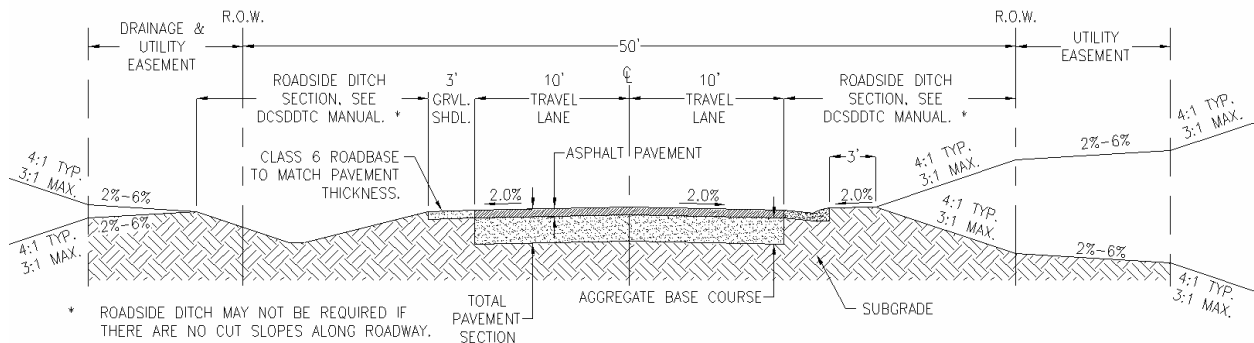 R.O.W.
R.O.W.
DRAINAGE &
UTILITY
EASEMENT
50'
UTILITY
EASEMENT
ROADSIDE DITCH
SECTION, SEE
DCSDDTC MANUAL. *
3'
GRVL.
SHDL.
10'
TRAVEL
LANE
℄
10'
TRAVEL
LANE
ROADSIDE DITCH
SECTION, SEE
DCSDDTC MANUAL. *
4:1 TYP.
3:1 MAX.
CLASS 6 ROADBASE
TO MATCH PAVEMENT
THICKNESS.
ASPHALT PAVEMENT
3'
4:1 TYP.
3:1 MAX.
4:1 TYP.
3:1 MAX.
2%-6%
2%-6%
2.0%
2.0%
2.0%
2%-6%
4:1 TYP.
3:1 MAX.
4:1 TYP.
3:1 MAX.
2%-6%
4:1 TYP.
3:1 MAX.
* ROADSIDE DITCH MAY NOT BE REQUIRED IF
THERE ARE NO CUT SLOPES ALONG ROADWAY.
TOTAL
PAVEMENT
SECTION
AGGREGATE BASE COURSE
SUBGRADE